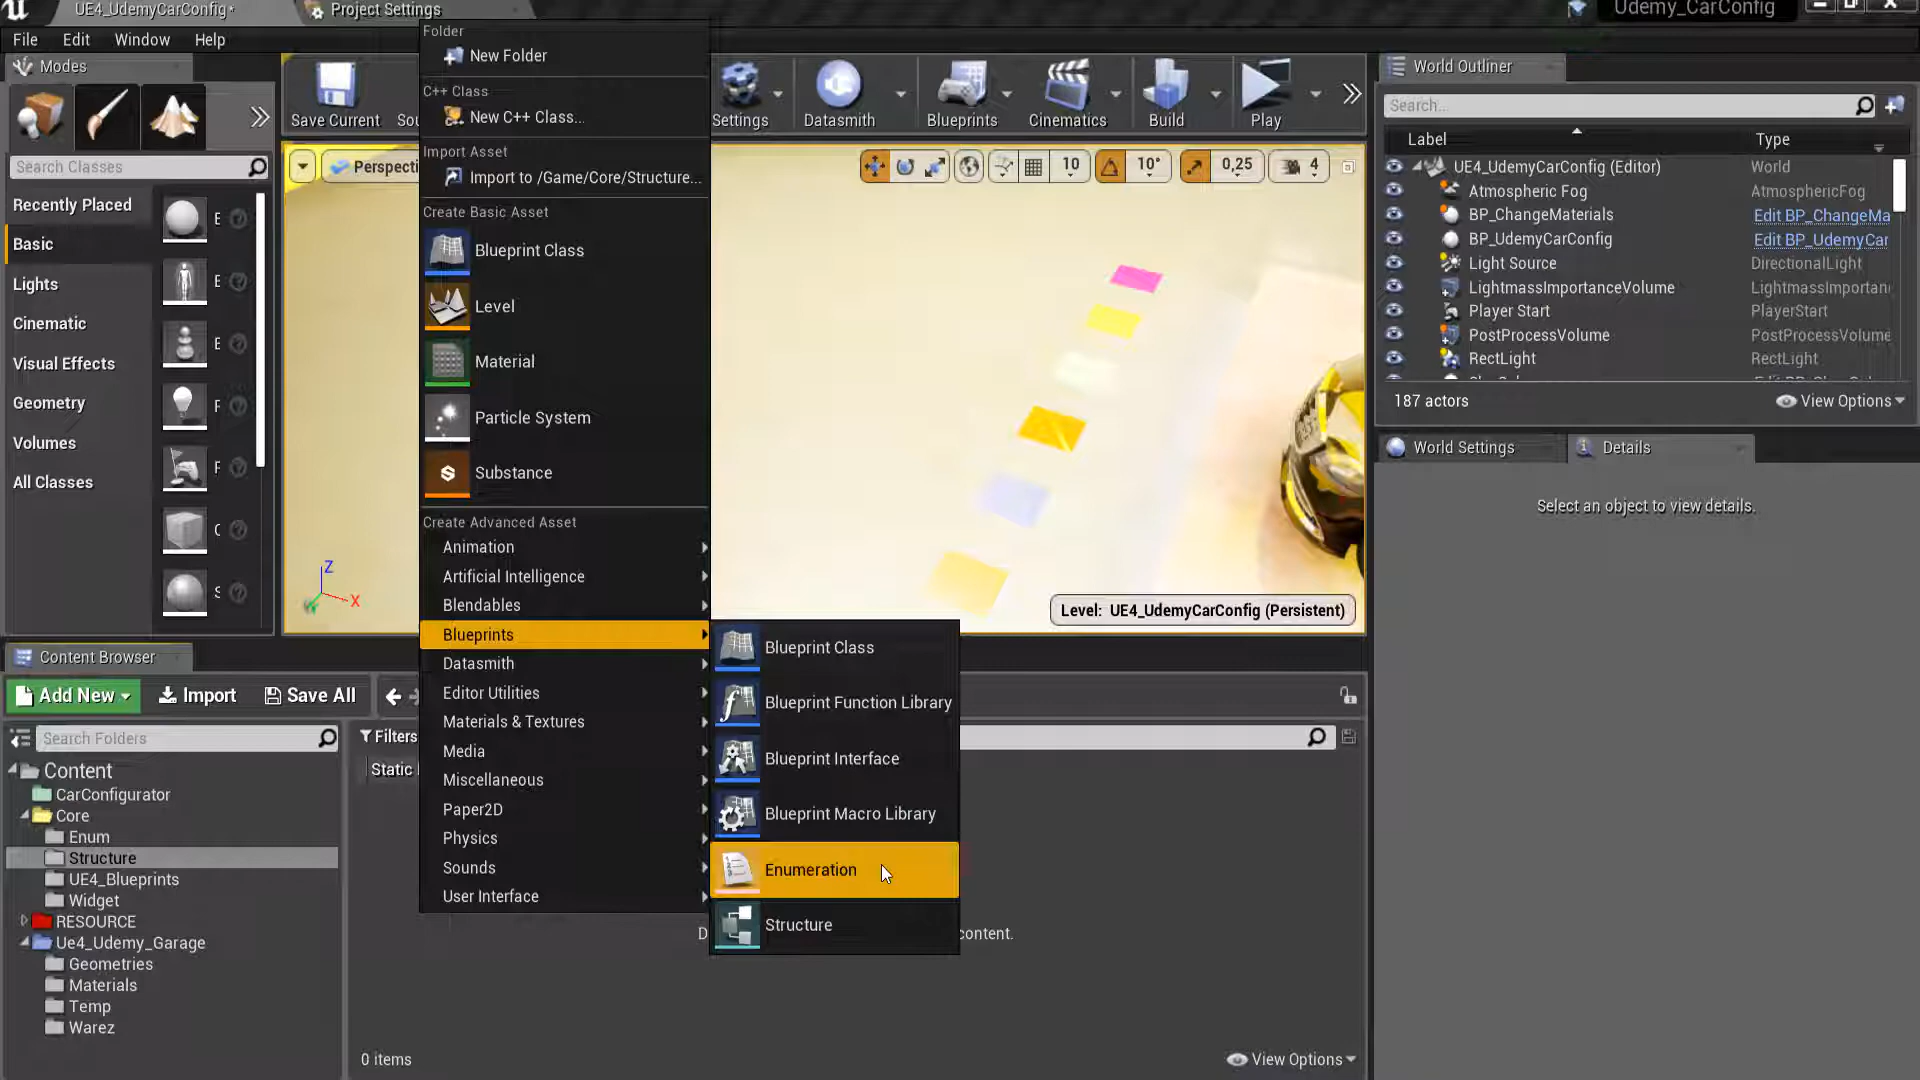 UE4_UdemyCarConfig*
Project Settings
Udemy_CarConfig
File
Edit
Window
Help
Modes
Search Classes
Recently Placed
Basic
Lights
Cinematic
Visual Effects
Geometry
Volumes
All Classes
Save Current
Settings
Datasmith
Blueprints
Cinematics
Build
Play
10
10°
0,25
4
Level: UE4_UdemyCarConfig (Persistent)
Z
X
Folder
New Folder
C++ Class
New C++ Class...
Import Asset
Import to /Game/Core/Structure...
Create Basic Asset
Blueprint Class
Level
Material
Particle System
Substance
Create Advanced Asset
Animation
Artificial Intelligence
Blendables
Blueprints
Datasmith
Editor Utilities
Materials & Textures
Media
Miscellaneous
Paper2D
Physics
Sounds
User Interface
Blueprint Class
Blueprint Function Library
Blueprint Interface
Blueprint Macro Library
Enumeration
Structure
World Outliner
Search...
Label
Type
UE4_UdemyCarConfig (Editor)
World
Atmospheric Fog
AtmosphericFog
BP_ChangeMaterials
Edit BP_ChangeMa
BP_UdemyCarConfig
Edit BP_UdemyCar
Light Source
DirectionalLight
LightmassImportanceVolume
LightmassImportan
Player Start
PlayerStart
PostProcessVolume
PostProcessVolume
RectLight
RectLight
187 actors
View Options
World Settings
Details
Select an object to view details.
Content Browser
Add New
Import
Save All
Search Folders
Filters
Static
Content
CarConfigurator
Core
Enum
Structure
UE4_Blueprints
Widget
RESOURCE
Ue4_Udemy_Garage
Geometries
Materials
Temp
Warez
content.
0 items
View Options